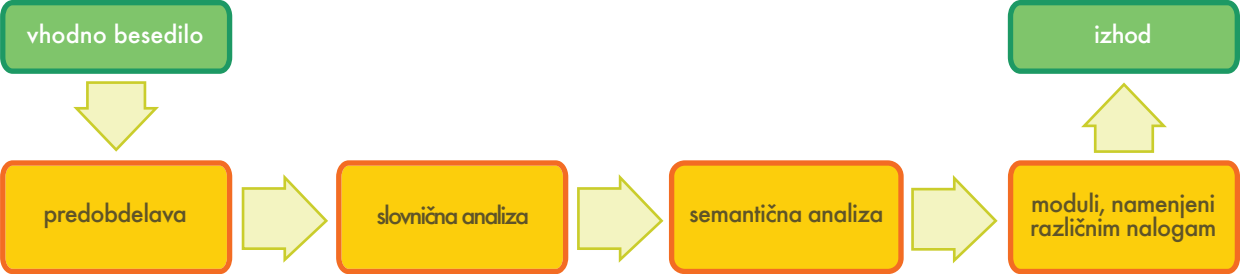 vhodno besedilo
izhod
predobdelava
slovnična analiza
semantična analiza
moduli, namenjeni
različnim nalogam